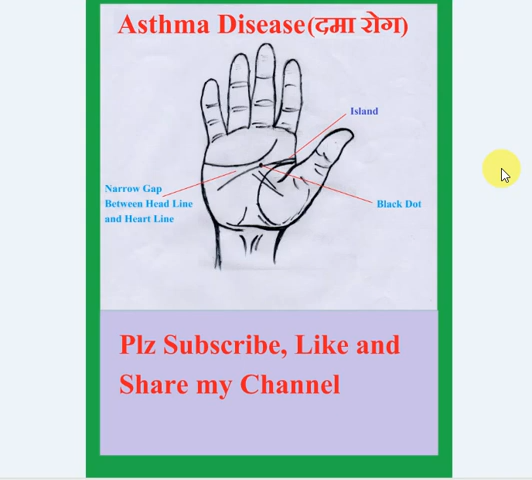 Asthma Disease(दमा रोग)
Island
Narrow Gap
Between Head Line
and Heart Line
Black Dot
Plz Subscribe, Like and
Share my Channel